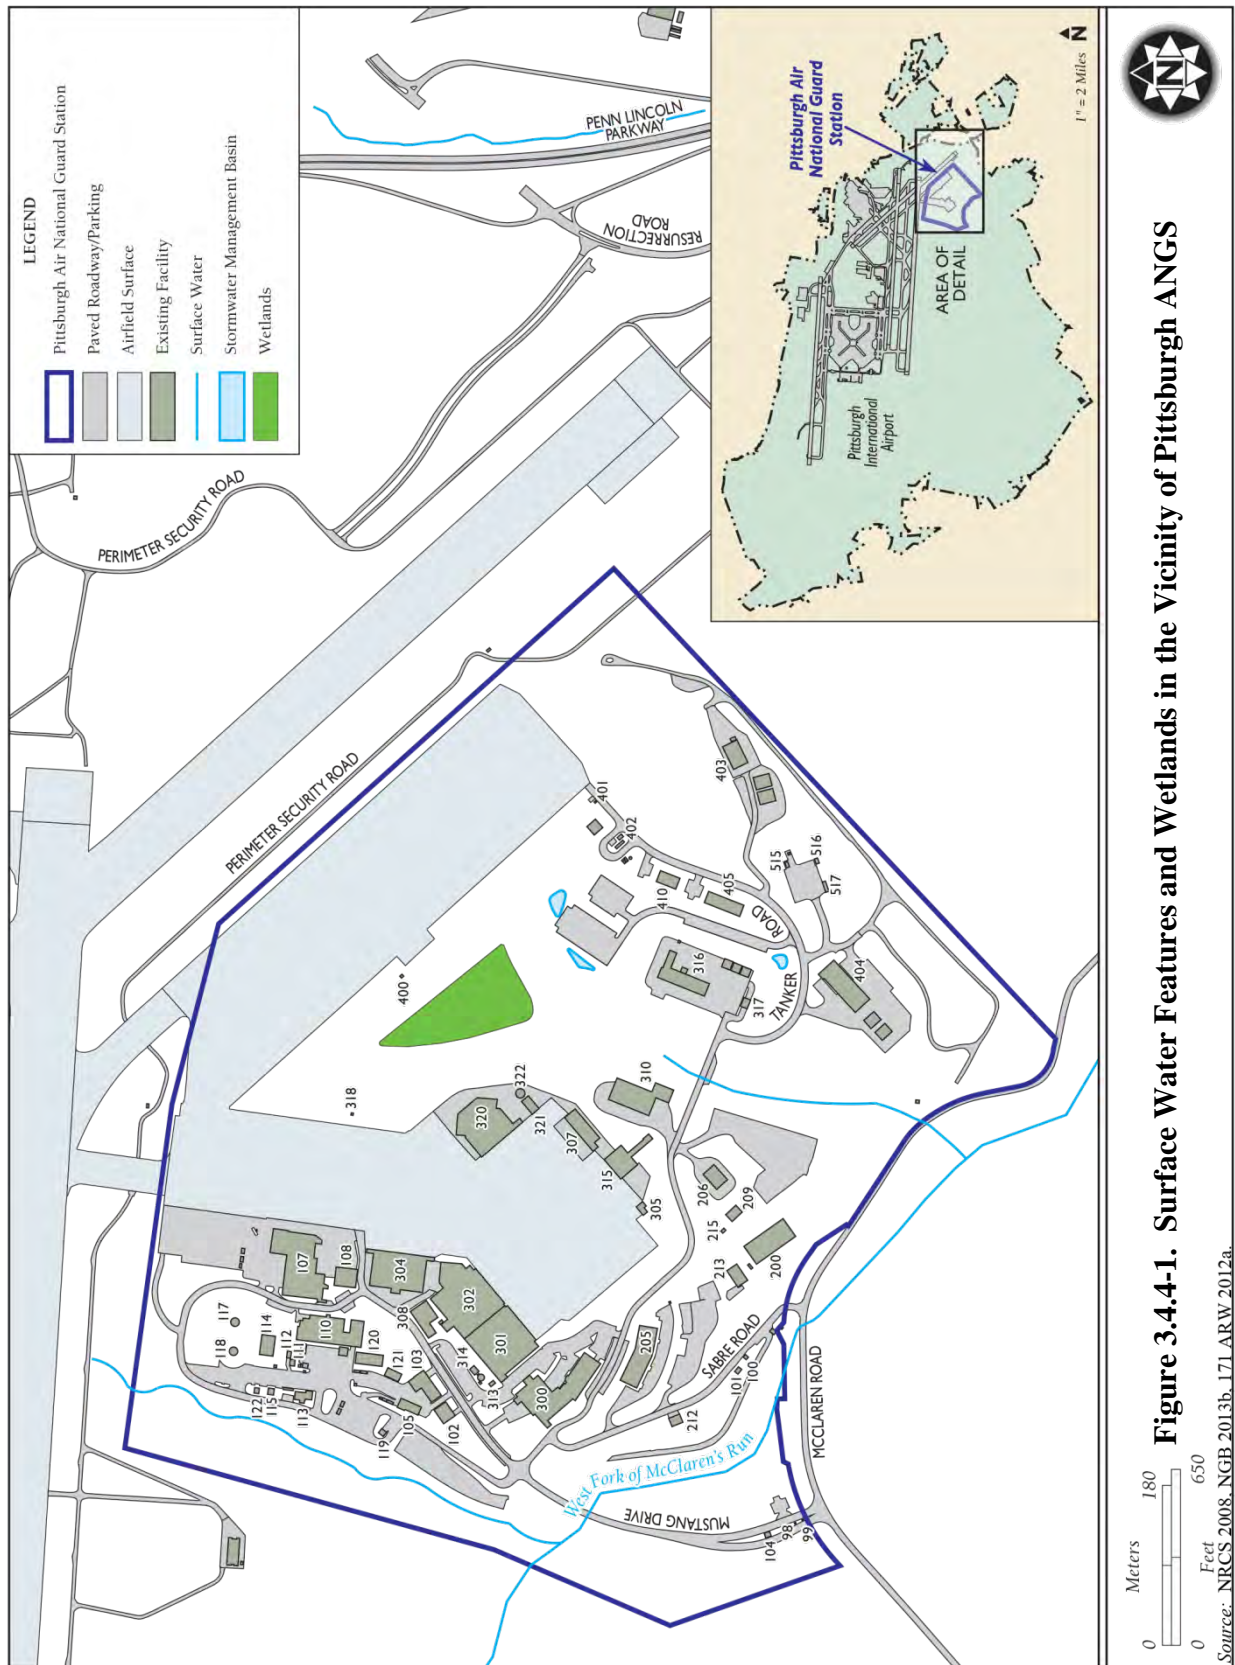 LEGEND
Pittsburgh Air National Guard Station
Paved Roadway/Parking
Airfield Surface
Existing Facility
Surface Water
Stormwater Management Basin
Wetlands
PENN LINCOLN
PARKWAY
RESURRECTION
ROAD
PERIMETER SECURITY ROAD
PERIMETER SECURITY ROAD
Pittsburgh Air
National Guard
Station
AREA OF
DETAIL
Pittsburgh
International
Airport
1" = 2 Miles
N
N
401
402
403
410
405
515
516
517
ROAD
TANKER
316
317
404
400
318
322
320
321
307
310
315
305
206
209
215
213
200
107
108
304
302
308
301
117
118
114
112
111
110
120
121
103
314
313
300
205
122
115
113
105
102
119
SABRE ROAD
101
100
212
West Fork of McClaren's Run
MUSTANG DRIVE
MCCLAREN ROAD
104
98
99
Meters
0
180
0
650
Feet
Figure 3.4.4-1. Surface Water Features and Wetlands in the Vicinity of Pittsburgh ANGS
Source: NRCS 2008, NGB 2013b, 171 ARW 2012a.